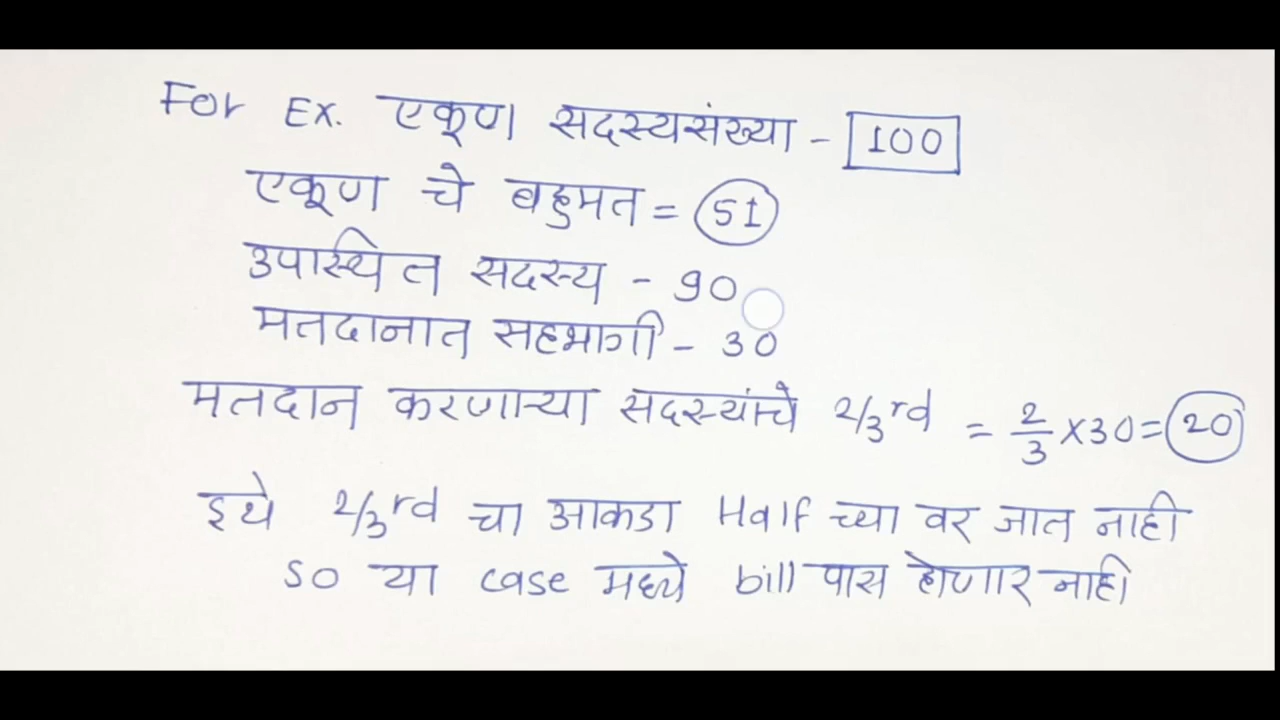 For Ex. एकूण सदस्यसंख्या - 100
एकूण चे बहुमत = 51
उपास्थित सदस्य - 90
मतदानात सहभागी - 30
मतदान करणाऱ्या सदस्यांचे 2/3rd = 2/3 x 30 = 20
इथे 2/3rd चा आकडा Half च्या वर जात नाही
so या case मध्ये bill पास होणार नाही